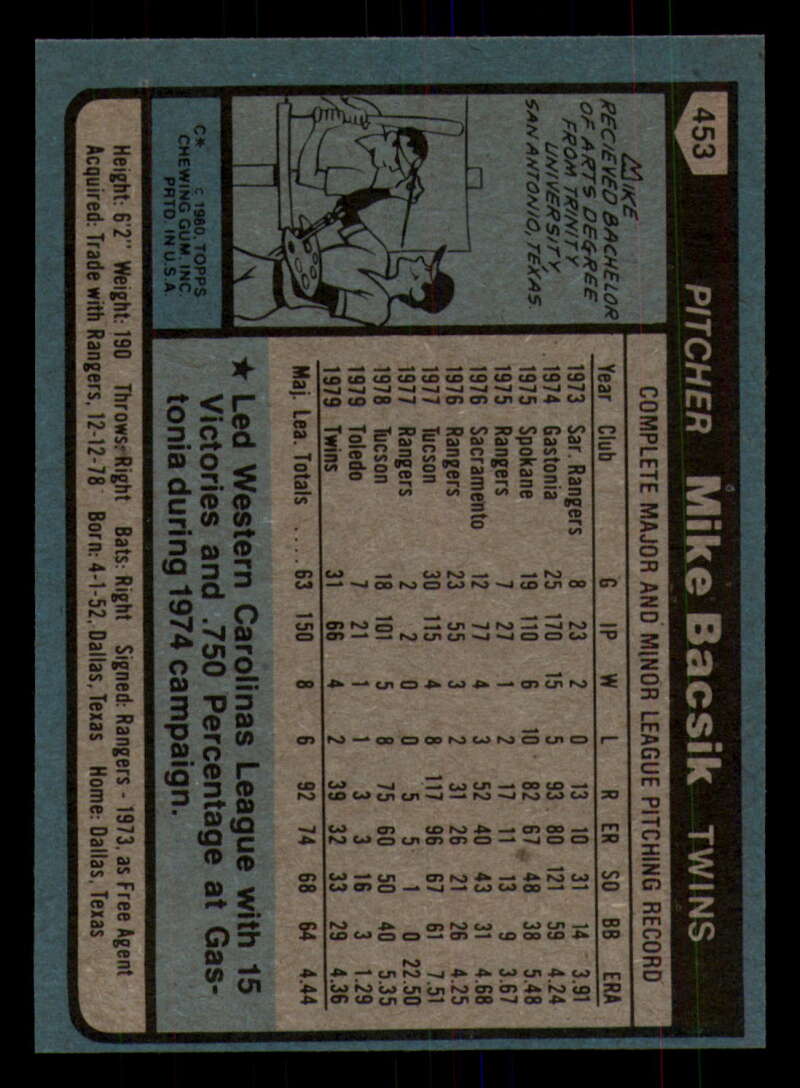 453
PITCHER Mike Bacsik TWINS
MIKE
RECIEVED BACHELOR
OF ARTS DEGREE
FROM TRINITY
UNIVERSITY,
SAN ANTONIO, TEXAS.
C* © 1980 TOPPS
CHEWING GUM, INC.
PRTD. IN U.S.A.
COMPLETE MAJOR AND MINOR LEAGUE PITCHING RECORD
Year Club G IP W L R ER SO BB ERA
1973 Sar. Rangers 8 23 2 0 13 10 31 14 3.91
1974 Gastonia 25 170 15 5 93 80 121 59 4.24
1975 Spokane 19 110 6 10 82 67 48 38 5.48
1975 Rangers 7 27 1 2 17 11 13 9 3.67
1976 Sacramento 12 77 4 3 52 40 43 31 4.68
1976 Rangers 23 55 3 2 31 26 21 26 4.25
1977 Tucson 30 115 4 8 117 96 67 61 7.51
1977 Rangers 2 2 0 0 5 5 1 0 22.50
1978 Tucson 18 101 5 8 75 60 50 40 5.35
1979 Toledo 7 21 1 1 3 3 16 3 1.29
1979 Twins 31 66 4 2 39 32 33 29 4.36
Maj. Lea. Totals ..... 63 150 8 6 92 74 68 64 4.44
★ Led Western Carolinas League with 15
Victories and .750 Percentage at Gas-
tonia during 1974 campaign.
Height: 6'2" Weight: 190 Throws: Right Bats: Right Signed: Rangers - 1973, as Free Agent
Acquired: Trade with Rangers, 12-12-78 Born: 4-1-52, Dallas, Texas Home: Dallas, Texas